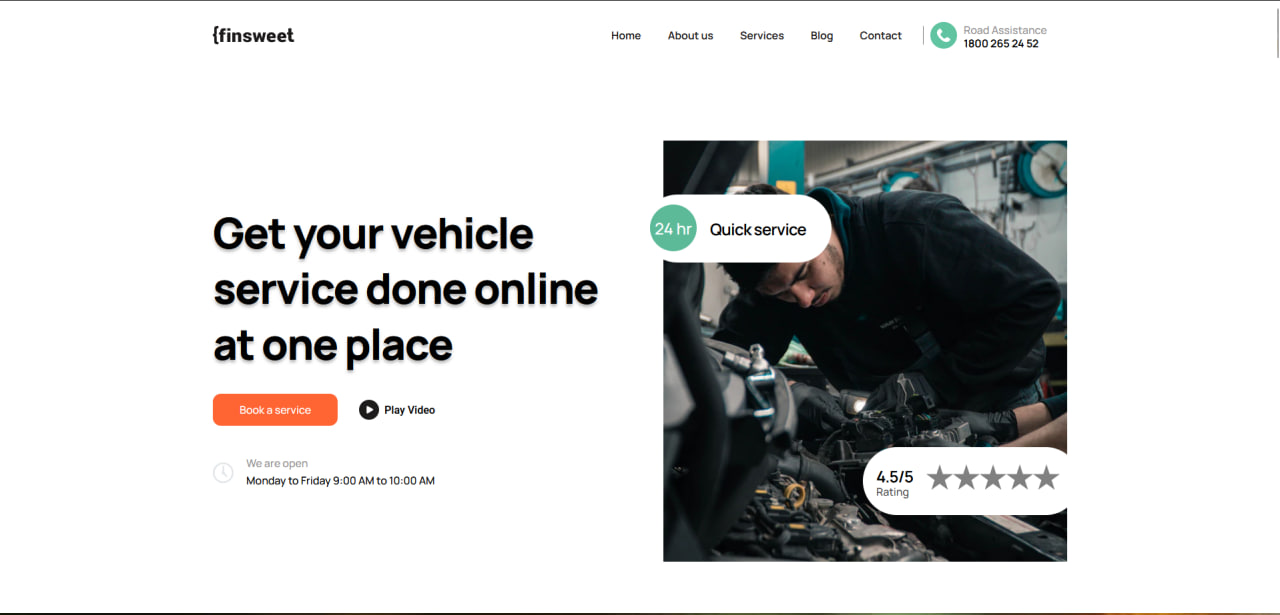 {finsweet
Home About us Services Blog Contact
Road Assistance
1800 265 24 52
Get your vehicle
service done online
at one place
Book a service
Play Video
We are open
Monday to Friday 9:00 AM to 10:00 AM
24 hr Quick service
4.5/5
Rating